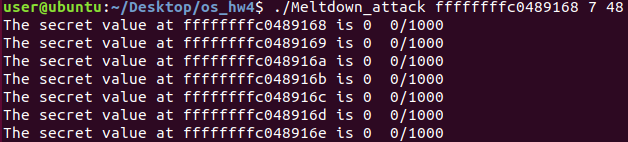 user@ubuntu:~/Desktop/os_hw4$ ./Meltdown_attack ffffffffc0489168 7 48
The secret value at ffffffffc0489168 is 0  0/1000
The secret value at ffffffffc0489169 is 0  0/1000
The secret value at ffffffffc048916a is 0  0/1000
The secret value at ffffffffc048916b is 0  0/1000
The secret value at ffffffffc048916c is 0  0/1000
The secret value at ffffffffc048916d is 0  0/1000
The secret value at ffffffffc048916e is 0  0/1000